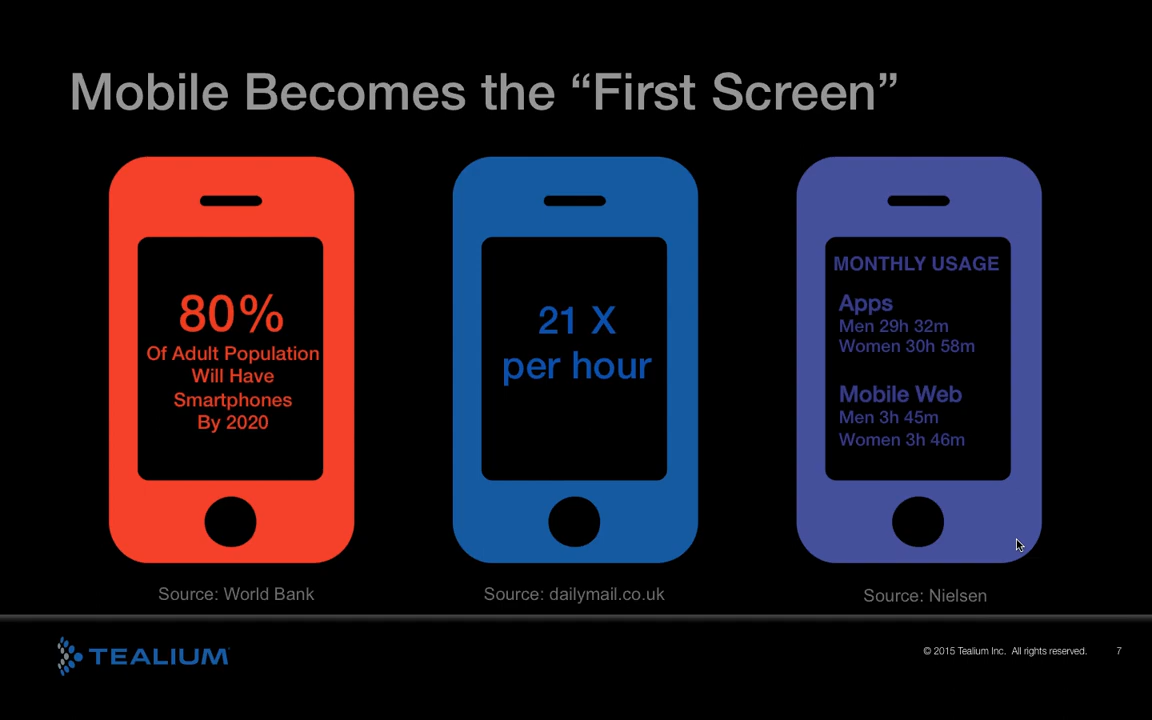 Mobile Becomes the “First Screen”
80%
Of Adult Population
Will Have
Smartphones
By 2020
Source: World Bank
21 X
per hour
Source: dailymail.co.uk
MONTHLY USAGE
Apps
Men 29h 32m
Women 30h 58m
Mobile Web
Men 3h 45m
Women 3h 46m
Source: Nielsen
TEALIUM
© 2015 Tealium Inc. All rights reserved.
7